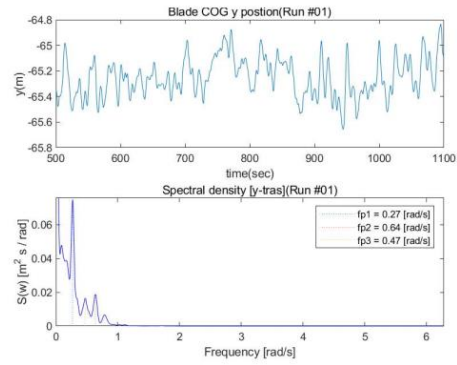 Blade COG y postion(Run #01)
-64.8
-65
-65.2
-65.4
-65.6
-65.8
y(m)
500 600 700 800 900 1000 1100
time(sec)
Spectral density [y-tras](Run #01)
0.06
0.04
0.02
0
S(w) [m² s / rad]
fp1 = 0.27 [rad/s]
fp2 = 0.64 [rad/s]
fp3 = 0.47 [rad/s]
0 1 2 3 4 5 6
Frequency [rad/s]